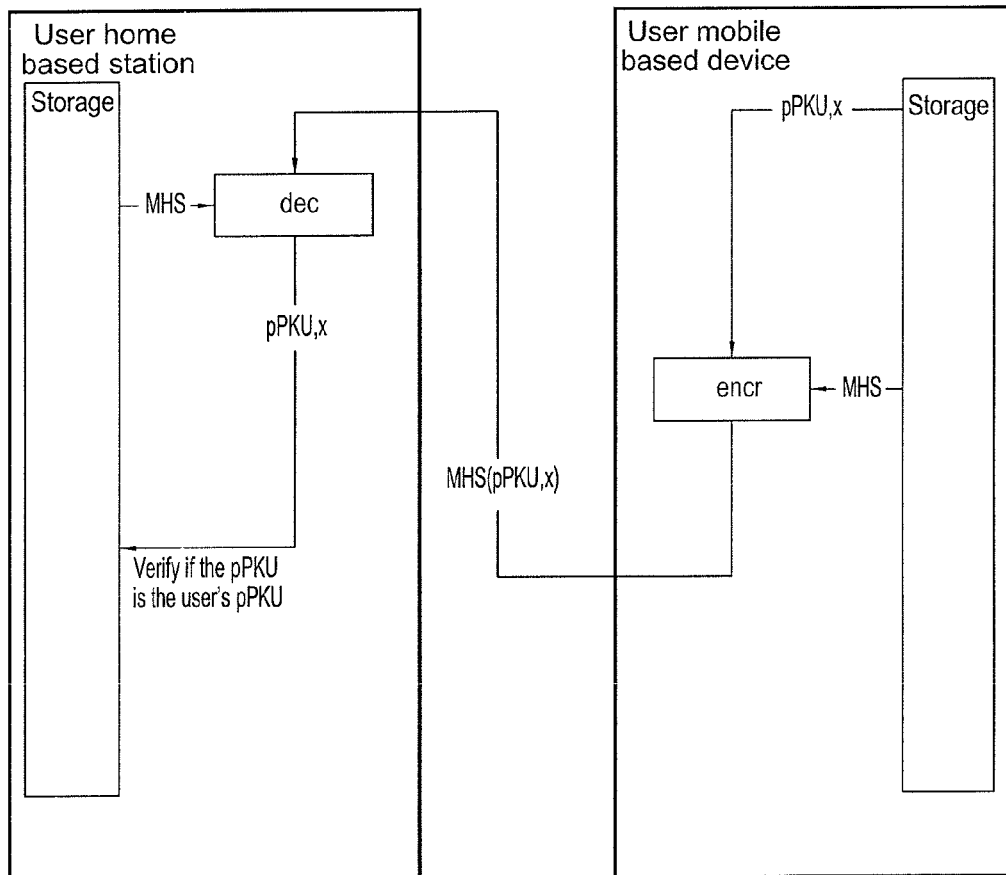 User home
based station
Storage
MHS
dec
pPKU,x
Verify if the pPKU
is the user's pPKU
MHS(pPKU,x)
User mobile
based device
pPKU,x
Storage
encr
MHS